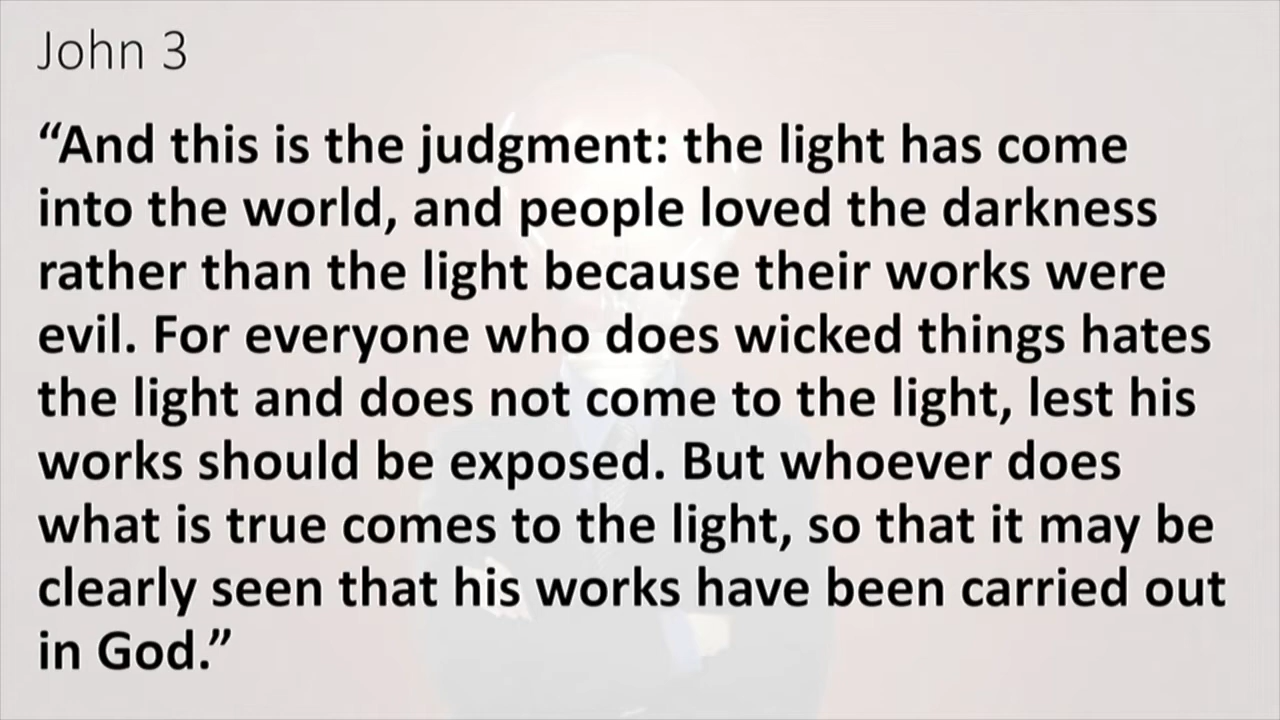 John 3
“And this is the judgment: the light has come
into the world, and people loved the darkness
rather than the light because their works were
evil. For everyone who does wicked things hates
the light and does not come to the light, lest his
works should be exposed. But whoever does
what is true comes to the light, so that it may be
clearly seen that his works have been carried out
in God.”